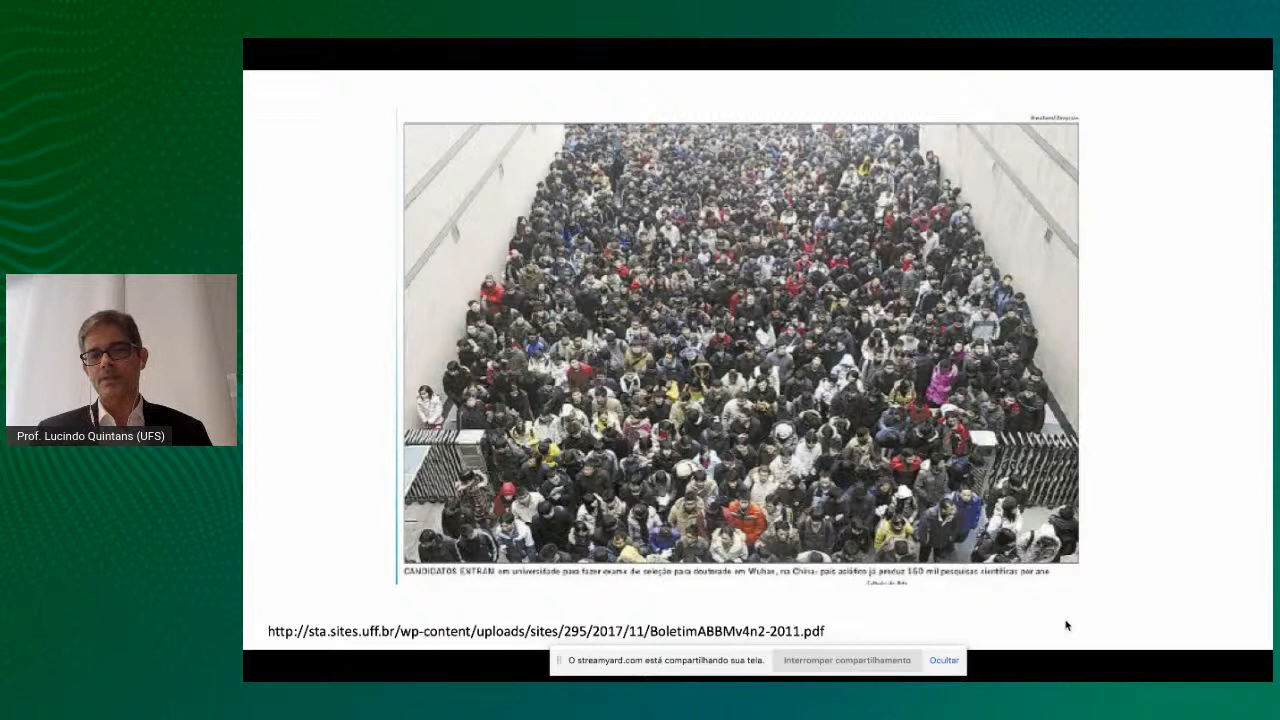 CANDIDATOS ENTRAM em universidade para fazer exame de seleção para doutorado em Wuhan, na China: país asiático já produz 160 mil pesquisas científicas por ano
Prof. Lucindo Quintans (UFS)
http://sta.sites.uff.br/wp-content/uploads/sites/295/2017/11/BoletimABBMv4n2-2011.pdf
O streamyard.com está compartilhando sua tela. Interromper compartilhamento Ocultar